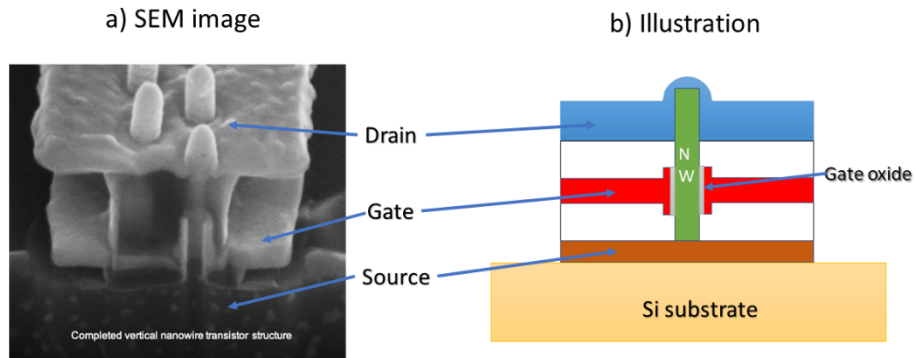 a) SEM image
b) Illustration
Drain
Gate
Source
Completed vertical nanowire transistor structure
N
W
Gate oxide
Si substrate